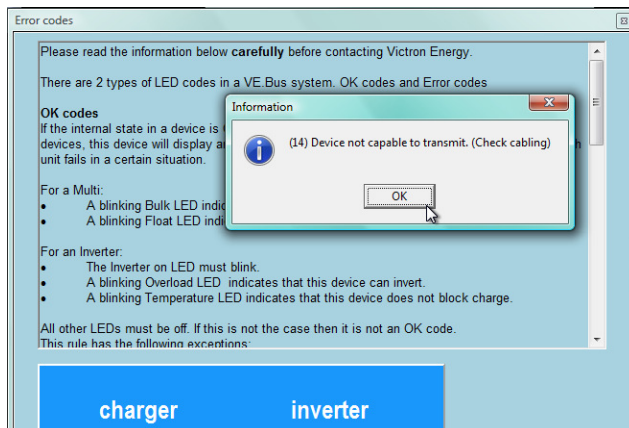 Error codes
Please read the information below carefully before contacting Victron Energy.
There are 2 types of LED codes in a VE.Bus system. OK codes and Error codes
OK codes
If the internal state in a device is
devices, this device will display
unit fails in a certain situation.
For a Multi:
• A blinking Bulk LED
• A blinking Float LED
Information
(14) Device not capable to transmit. (Check cabling)
OK
For an Inverter:
• The Inverter on LED must blink.
• A blinking Overload LED indicates that this device can invert.
• A blinking Temperature LED indicates that this device does not block charge.
All other LEDs must be off. If this is not the case then it is not an OK code.
This rule has the following exceptions:
charger inverter